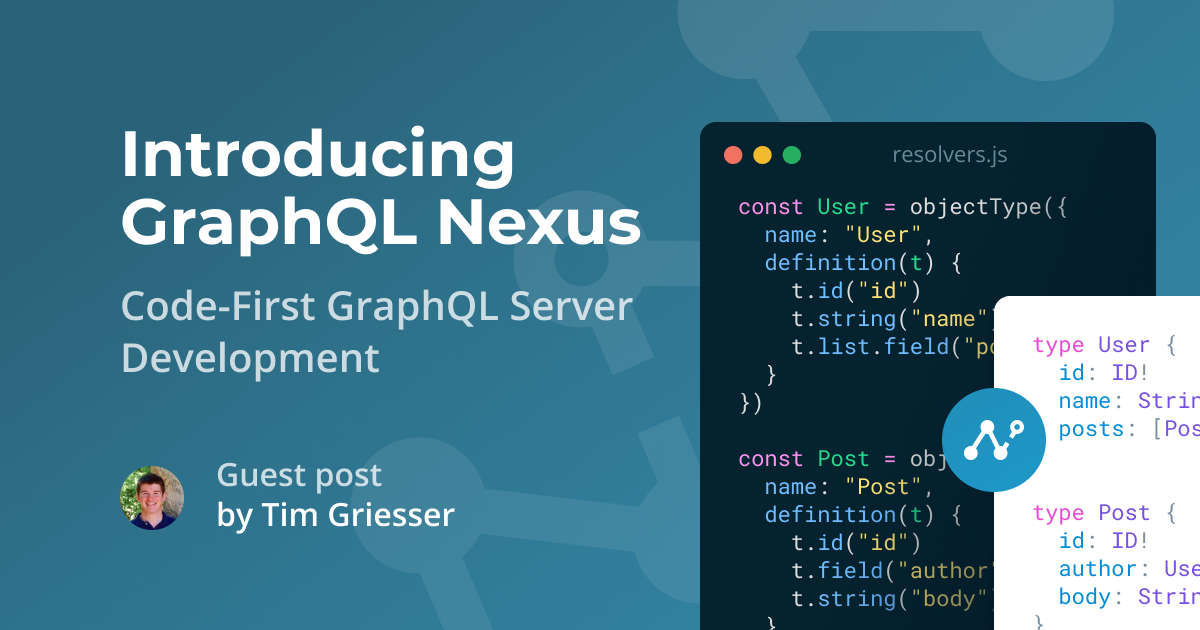 Introducing
GraphQL Nexus
Code-First GraphQL Server
Development
Guest post
by Tim Griesser
resolvers.js
const User = objectType({
name: "User",
definition(t) {
t.id("id")
t.string("name")
t.list.field("po
}
})
const Post = obj
name: "Post",
definition(t) {
t.id("id")
t.field("author"
t.string("body")
}
type User {
id: ID!
name: Strin
posts: [Pos
type Post {
id: ID!
author: Use
body: Strin
}